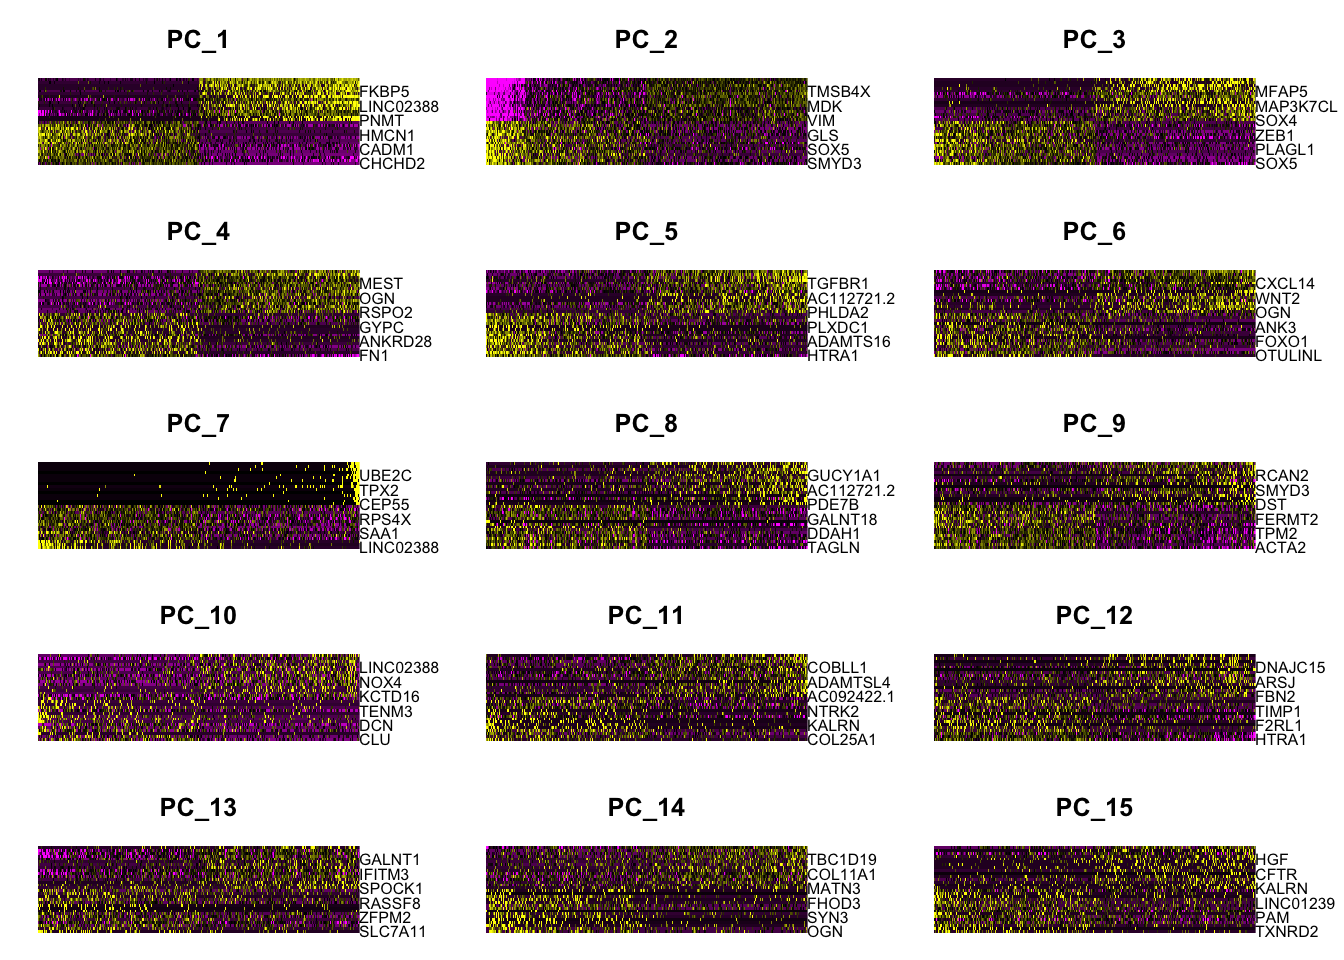 PC_1
FKBP5
LINC02388
PNMT
HMCN1
CADM1
CHCHD2
PC_2
TMSB4X
MDK
VIM
GLS
SOX5
SMYD3
PC_3
MFAP5
MAP3K7CL
SOX4
ZEB1
PLAGL1
SOX5
PC_4
MEST
OGN
RSPO2
GYPC
ANKRD28
FN1
PC_5
TGFBR1
AC112721.2
PHLDA2
PLXDC1
ADAMTS16
HTRA1
PC_6
CXCL14
WNT2
OGN
ANK3
FOXO1
OTULINL
PC_7
UBE2C
TPX2
CEP55
RPS4X
SAA1
LINC02388
PC_8
GUCY1A1
AC112721.2
PDE7B
GALNT18
DDAH1
TAGLN
PC_9
RCAN2
SMYD3
DST
FERMT2
TPM2
ACTA2
PC_10
LINC02388
NOX4
KCTD16
TENM3
DCN
CLU
PC_11
COBLL1
ADAMTSL4
AC092422.1
NTRK2
KALRN
COL25A1
PC_12
DNAJC15
ARSJ
FBN2
TIMP1
F2RL1
HTRA1
PC_13
GALNT1
IFITM3
SPOCK1
RASSF8
ZFPM2
SLC7A11
PC_14
TBC1D19
COL11A1
MATN3
FHOD3
SYN3
OGN
PC_15
HGF
CFTR
KALRN
LINC01239
PAM
TXNRD2